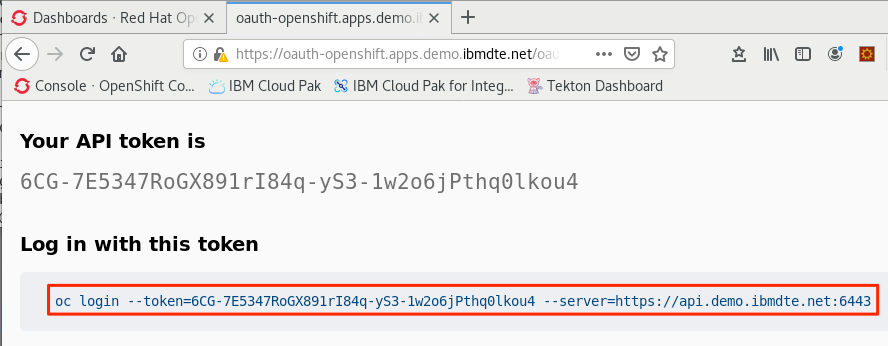 Dashboards · Red Hat Op
oauth-openshift.apps.demo.i
https://oauth-openshift.apps.demo.ibmdte.net/oau
Console · OpenShift Co... IBM Cloud Pak IBM Cloud Pak for Integ... Tekton Dashboard
Your API token is
6CG-7E5347RoGX891rI84q-yS3-1w2o6jPthq0lkou4
Log in with this token
oc login --token=6CG-7E5347RoGX891rI84q-yS3-1w2o6jPthq0lkou4 --server=https://api.demo.ibmdte.net:6443